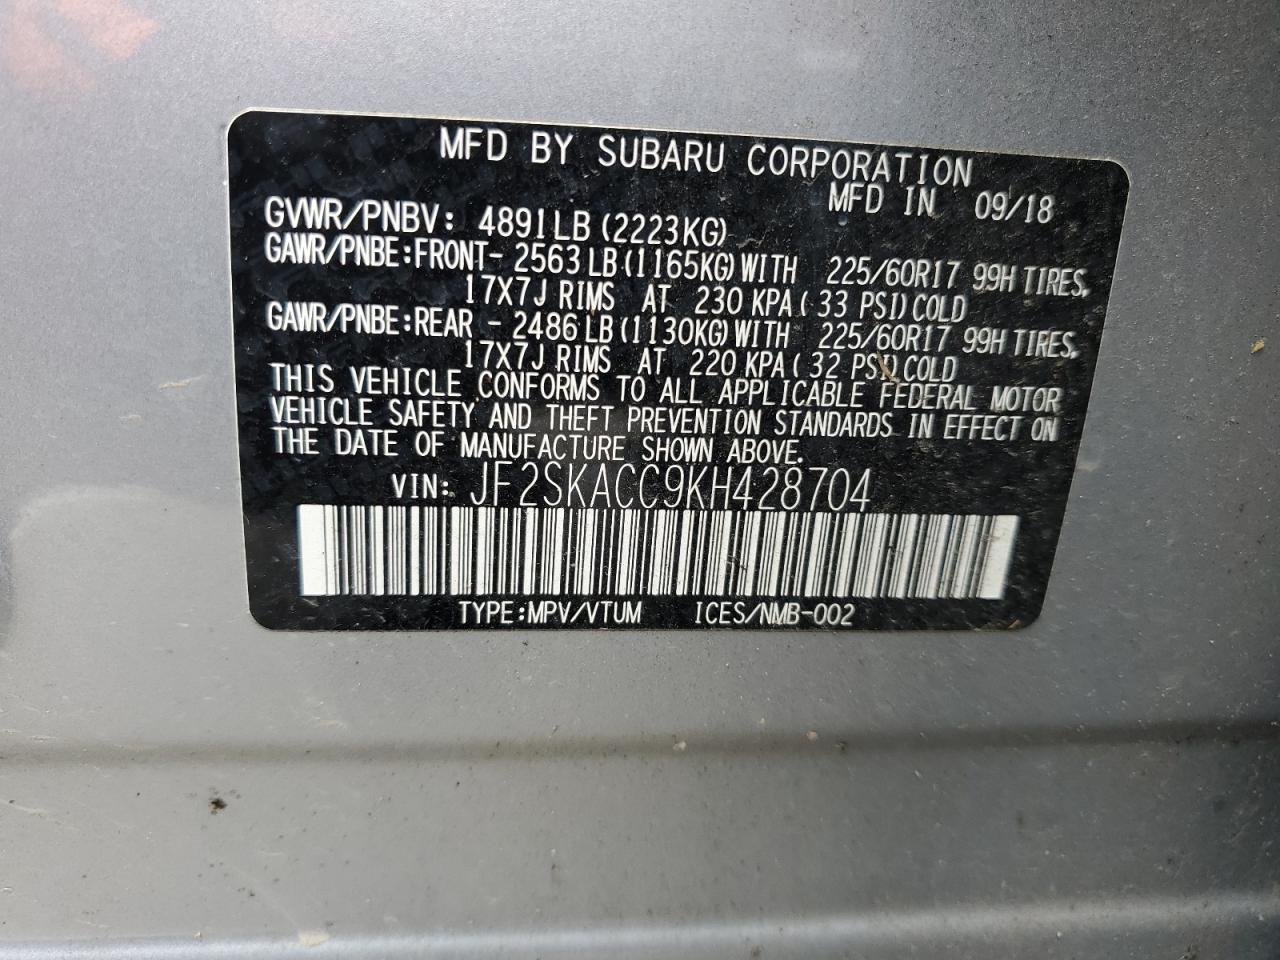 MFD BY SUBARU CORPORATION
MFD IN 09/18
GVWR/PNBV: 4891LB (2223KG)
GAWR/PNBE:FRONT- 2563 LB (1165KG) WITH 225/60R17 99H TIRES,
17X7J RIMS AT 230 KPA ( 33 PSI) COLD
GAWR/PNBE:REAR - 2486 LB (1130KG) WITH 225/60R17 99H TIRES,
17X7J RIMS AT 220 KPA ( 32 PSI) COLD
THIS VEHICLE CONFORMS TO ALL APPLICABLE FEDERAL MOTOR
VEHICLE SAFETY AND THEFT PREVENTION STANDARDS IN EFFECT ON
THE DATE OF MANUFACTURE SHOWN ABOVE.
VIN: JF2SKACC9KH428704
TYPE:MPV/VTUM ICES/NMB-002